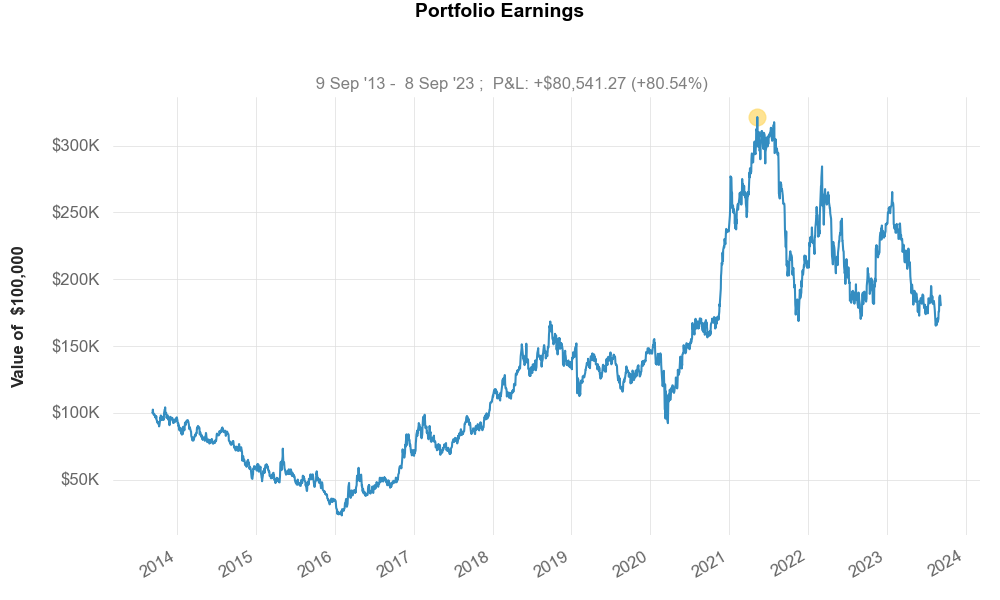 Portfolio Earnings
9 Sep '13 - 8 Sep '23 ; P&L: +$80,541.27 (+80.54%)
Value of $100,000
$300K
$250K
$200K
$150K
$100K
$50K
2014 2015 2016 2017 2018 2019 2020 2021 2022 2023 2024